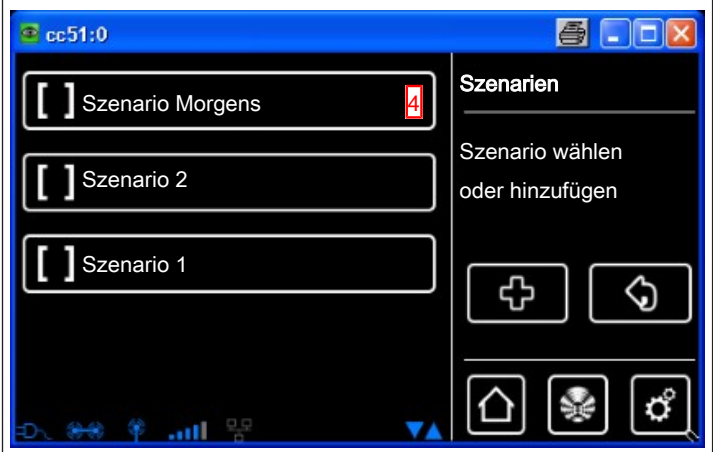 cc51:0
Szenario Morgens 4
Szenario 2
Szenario 1
Szenarien
Szenario wählen
oder hinzufügen